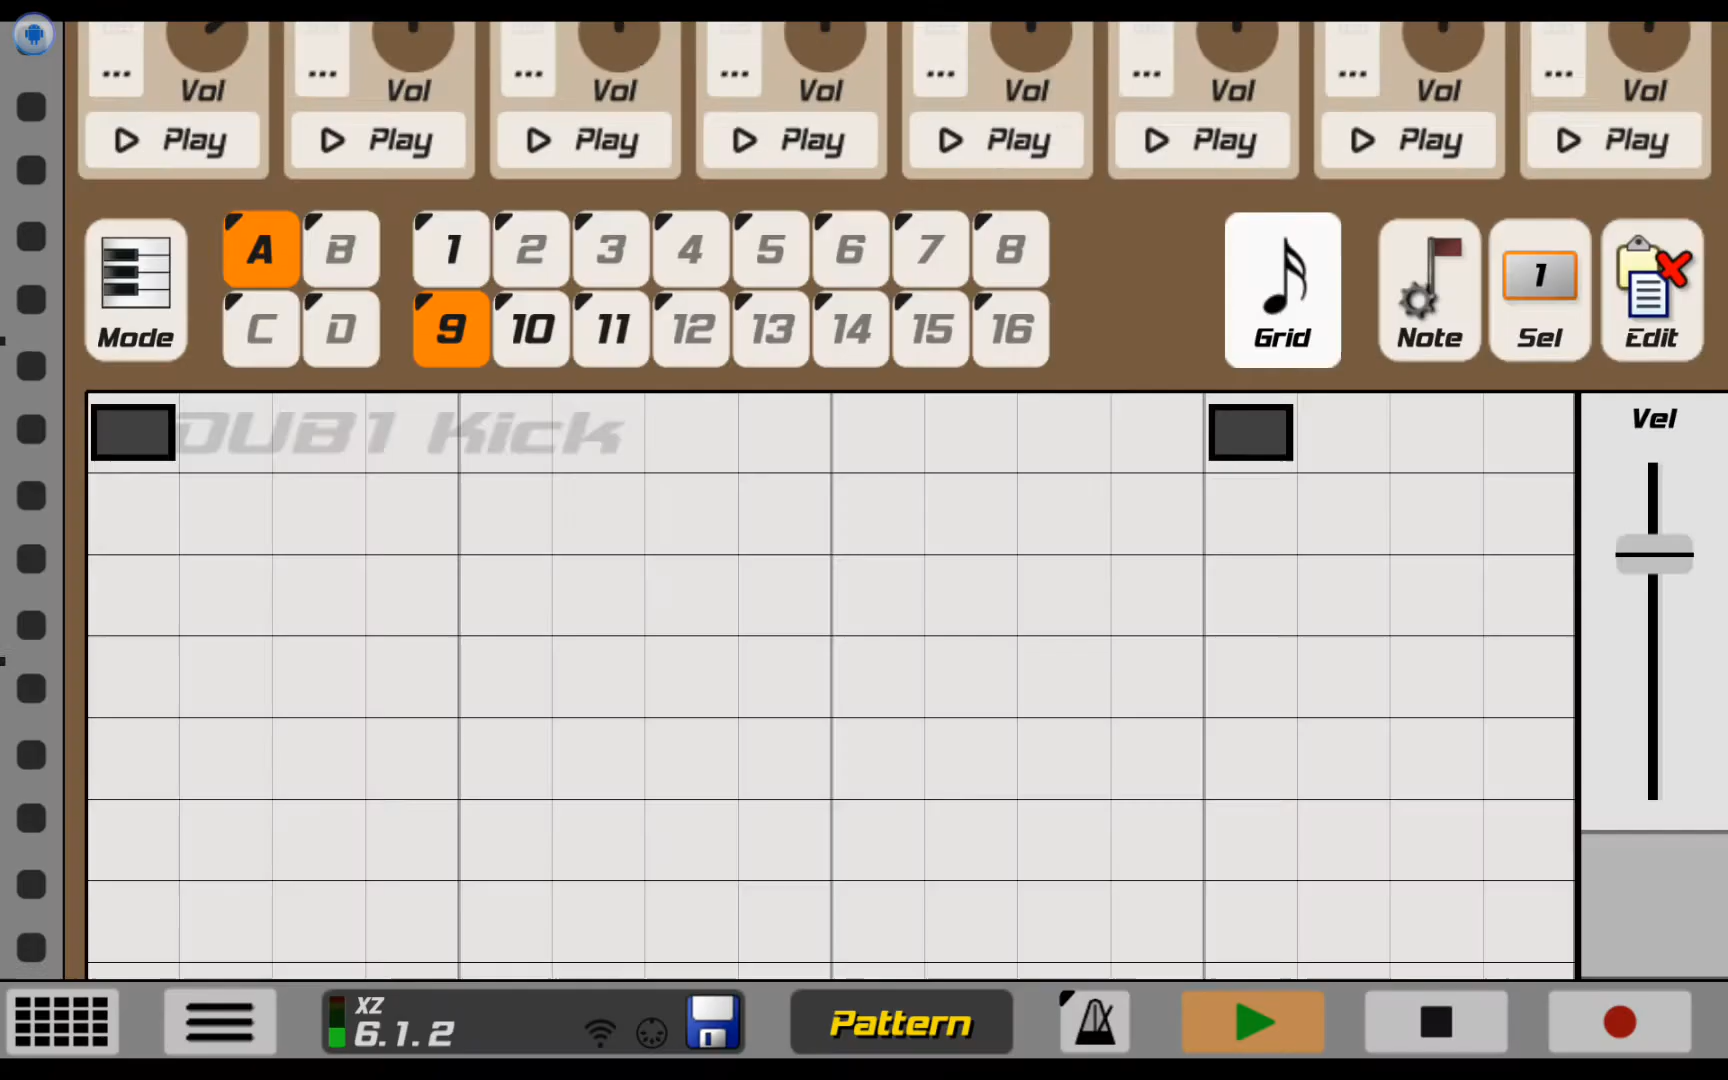 ... Vol ... Vol ... Vol ... Vol ... Vol ... Vol ... Vol ... Vol
Play Play Play Play Play Play Play Play
A B 1 2 3 4 5 6 7 8
C D 9 10 11 12 13 14 15 16
Mode Grid Note 1 Sel Edit
DUB1 Kick
Vel
XZ
6.1.2
Pattern